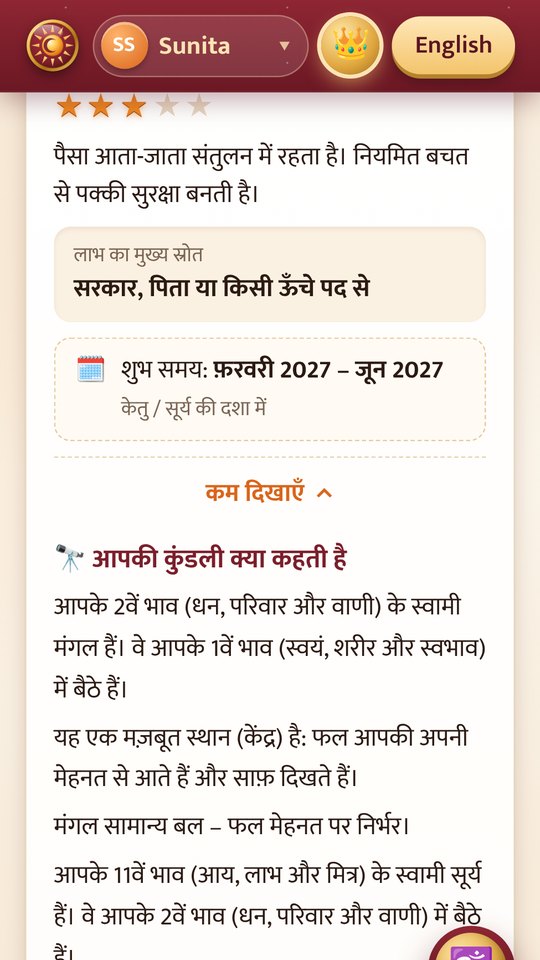 SS Sunita ▼ English
पैसा आता-जाता संतुलन में रहता है। नियमित बचत
से पक्की सुरक्षा बनती है।
लाभ का मुख्य स्रोत
सरकार, पिता या किसी ऊँचे पद से
शुभ समय: फ़रवरी 2027 – जून 2027
केतु / सूर्य की दशा में
कम दिखाएँ
आपकी कुंडली क्या कहती है
आपके 2वें भाव (धन, परिवार और वाणी) के स्वामी
मंगल हैं। वे आपके 1वें भाव (स्वयं, शरीर और स्वभाव)
में बैठे हैं।
यह एक मज़बूत स्थान (केंद्र) है: फल आपकी अपनी
मेहनत से आते हैं और साफ़ दिखते हैं।
मंगल सामान्य बल – फल मेहनत पर निर्भर।
आपके 11वें भाव (आय, लाभ और मित्र) के स्वामी सूर्य
हैं। वे आपके 2वें भाव (धन, परिवार और वाणी) में बैठे
हैं।